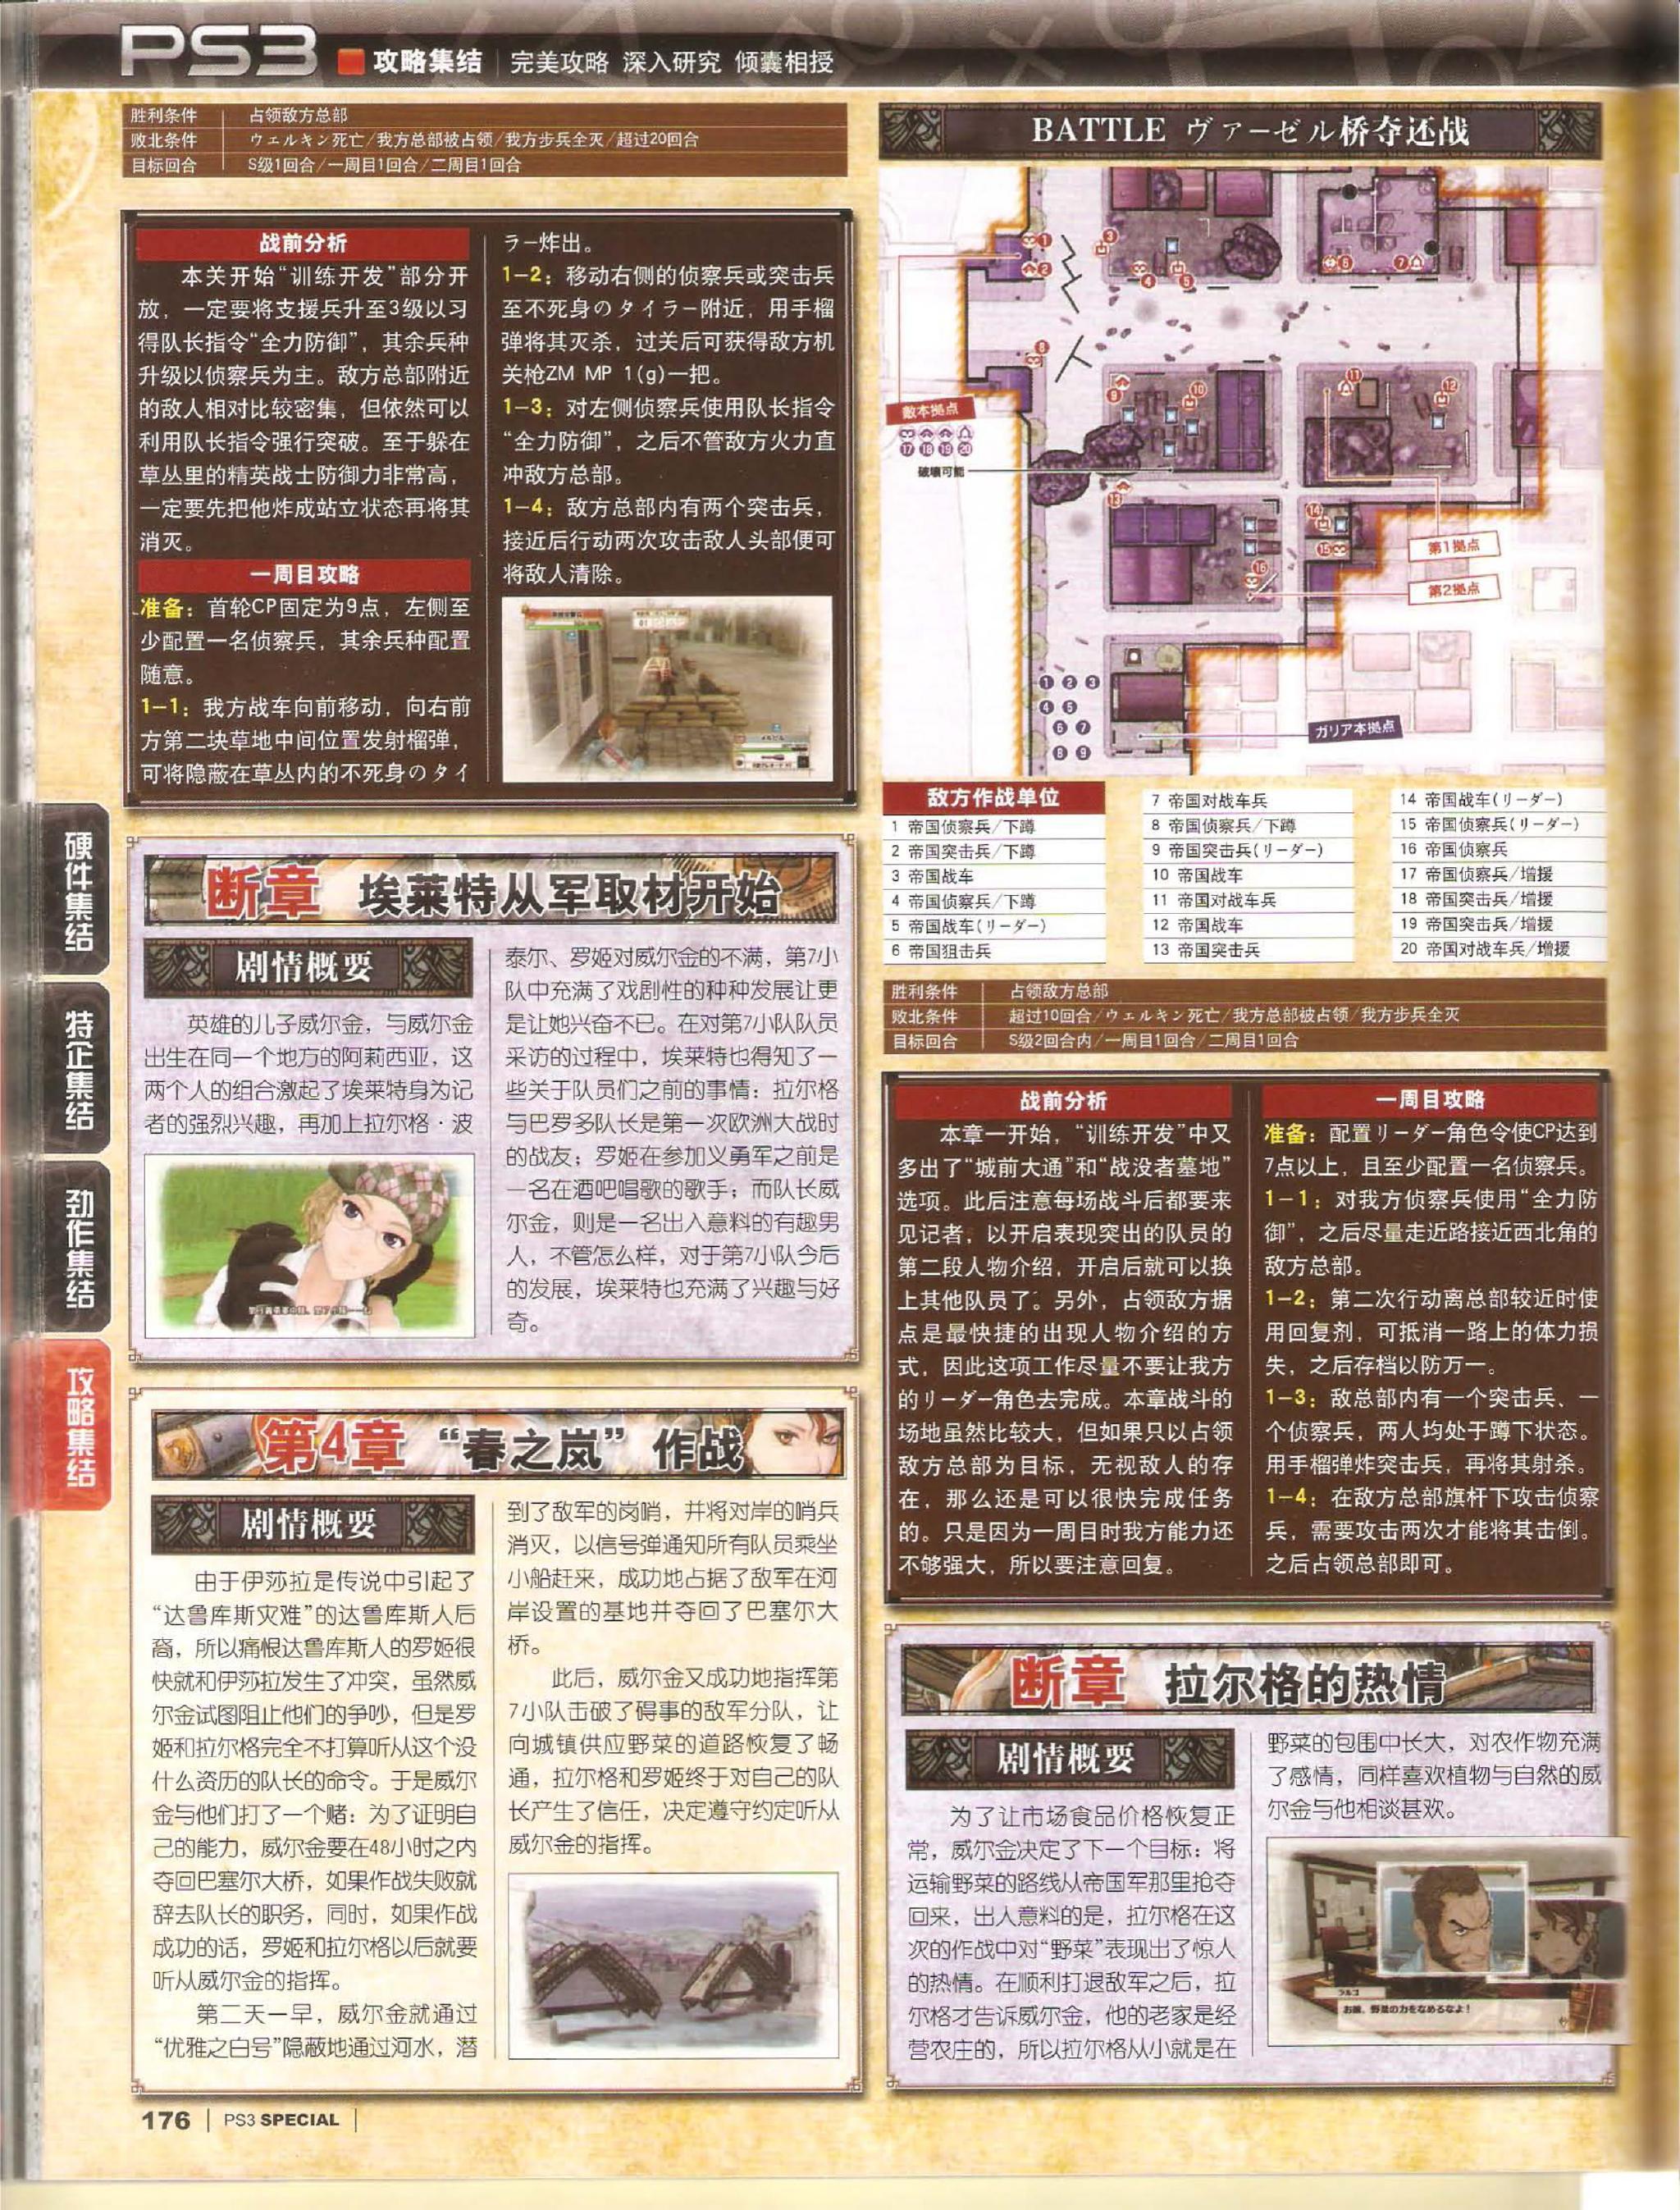 PS3 攻略集结 完美攻略 深入研究 倾囊相授
胜利条件 占领敌方总部
败北条件 ウェルキン死亡/我方总部被占领/我方步兵全灭/超过20回合
目标回合 S级1回合/一周目1回合/二周目1回合
战前分析
本关开始“训练开发”部分开
放，一定要将支援兵升至3级以习
得队长指令“全力防御”，其余兵种
升级以侦察兵为主。敌方总部附近
的敌人相对比较密集，但依然可以
利用队长指令强行突破。至于躲在
草丛里的精英战士防御力非常高，
一定要先把他炸成站立状态再将其
消灭。
一周目攻略
准备：首轮CP固定为9点，左侧至
少配置一名侦察兵，其余兵种配置
随意。
1-1：我方战车向前移动，向右前
方第二块草地中间位置发射榴弹，
可将隐蔽在草丛内的不死身のタイ
ラー炸出。
1-2：移动右侧的侦察兵或突击兵
至不死身のタイラー附近，用手榴
弹将其灭杀，过关后可获得敌方机
关枪ZM MP 1(g)一把。
1-3：对左侧侦察兵使用队长指令
“全力防御”，之后不管敌方火力直
冲敌方总部。
1-4：敌方总部内有两个突击兵，
接近后行动两次攻击敌人头部便可
将敌人清除。
断章 埃莱特从军取材开始
剧情概要
英雄的儿子威尔金，与威尔金
出生在同一个地方的阿莉西亚，这
两个人的组合激起了埃莱特身为记
者的强烈兴趣，再加上拉尔格·波
泰尔、罗姬对威尔金的不满，第7小
队中充满了戏剧性的种种发展让更
是让她兴奋不已。在对第7小队队员
采访的过程中，埃莱特也得知了一
些关于队员们之前的事情：拉尔格
与巴罗多队长是第一次欧洲大战时
的战友；罗姬在参加义勇军之前是
一名在酒吧唱歌的歌手；而队长威
尔金，则是一名出入意料的有趣男
人，不管怎么样，对于第7小队今后
的发展，埃莱特也充满了兴趣与好
奇。
第4章 “春之岚”作战
剧情概要
由于伊莎拉是传说中引起了
“达鲁库斯灾难”的达鲁库斯人后
裔，所以痛恨达鲁库斯人的罗姬很
快就和伊莎拉发生了冲突，虽然威
尔金试图阻止他们的争吵，但是罗
姬和拉尔格完全不打算听从这个没
什么资历的队长的命令。于是威尔
金与他们打了一个赌：为了证明自
己的能力，威尔金要在48小时之内
夺回巴塞尔大桥，如果作战失败就
辞去队长的职务，同时，如果作战
成功的话，罗姬和拉尔格以后就要
听从威尔金的指挥。
第二天一早，威尔金就通过
“优雅之白号”隐蔽地通过河水，潜
到了敌军的岗哨，并将对岸的哨兵
消灭，以信号弹通知所有队员乘坐
小船赶来，成功地占据了敌军在河
岸设置的基地并夺回了巴塞尔大
桥。
此后，威尔金又成功地指挥第
7小队击破了碍事的敌军分队，让
向城镇供应野菜的道路恢复了畅
通，拉尔格和罗姬终于对自己的队
长产生了信任，决定遵守约定听从
威尔金的指挥。
BATTLE ヴァーゼル桥夺还战
敵本拠点
17 18 19 20
破壊可能
第1拠点
第2拠点
ガリア本拠点
敌方作战单位
1 帝国侦察兵/下蹲
2 帝国突击兵/下蹲
3 帝国战车
4 帝国侦察兵/下蹲
5 帝国战车(リーダー)
6 帝国狙击兵
7 帝国对战车兵
8 帝国侦察兵/下蹲
9 帝国突击兵(リーダー)
10 帝国战车
11 帝国对战车兵
12 帝国战车
13 帝国突击兵
14 帝国战车(リーダー)
15 帝国侦察兵(リーダー)
16 帝国侦察兵
17 帝国侦察兵/增援
18 帝国突击兵/增援
19 帝国突击兵/增援
20 帝国对战车兵/增援
胜利条件 占领敌方总部
败北条件 超过10回合/ウェルキン死亡/我方总部被占领/我方步兵全灭
目标回合 S级2回合内/一周目1回合/二周目1回合
战前分析
本章一开始，“训练开发”中又
多出了“城前大通”和“战没者墓地”
选项。此后注意每场战斗后都要来
见记者，以开启表现突出的队员的
第二段人物介绍，开启后就可以换
上其他队员了。另外，占领敌方据
点是最快捷的出现人物介绍的方
式，因此这项工作尽量不要让我方
的リーダー角色去完成。本章战斗的
场地虽然比较大，但如果只以占领
敌方总部为目标，无视敌人的存
在，那么还是可以很快完成任务
的。只是因为一周目时我方能力还
不够强大，所以要注意回复。
一周目攻略
准备：配置リーダー角色令使CP达到
7点以上，且至少配置一名侦察兵。
1-1：对我方侦察兵使用“全力防
御”，之后尽量走近路接近西北角的
敌方总部。
1-2：第二次行动离总部较近时使
用回复剂，可抵消一路上的体力损
失，之后存档以防万一。
1-3：敌总部内有一个突击兵、一
个侦察兵，两人均处于蹲下状态。
用手榴弹炸突击兵，再将其射杀。
1-4：在敌方总部旗杆下攻击侦察
兵，需要攻击两次才能将其击倒。
之后占领总部即可。
断章 拉尔格的热情
剧情概要
为了让市场食品价格恢复正
常，威尔金决定了下一个目标：将
运输野菜的路线从帝国军那里抢夺
回来，出人意料的是，拉尔格在这
次的作战中对“野菜”表现出了惊人
的热情。在顺利打退敌军之后，拉
尔格才告诉威尔金，他的老家是经
营农庄的，所以拉尔格从小就是在
野菜的包围中长大，对农作物充满
了感情，同样喜欢植物与自然的威
尔金与他相谈甚欢。
ラルゴ
お前、野菜の力をなめるなよ！
硬件集结
特企集结
劲作集结
攻略集结
176 PS3 SPECIAL